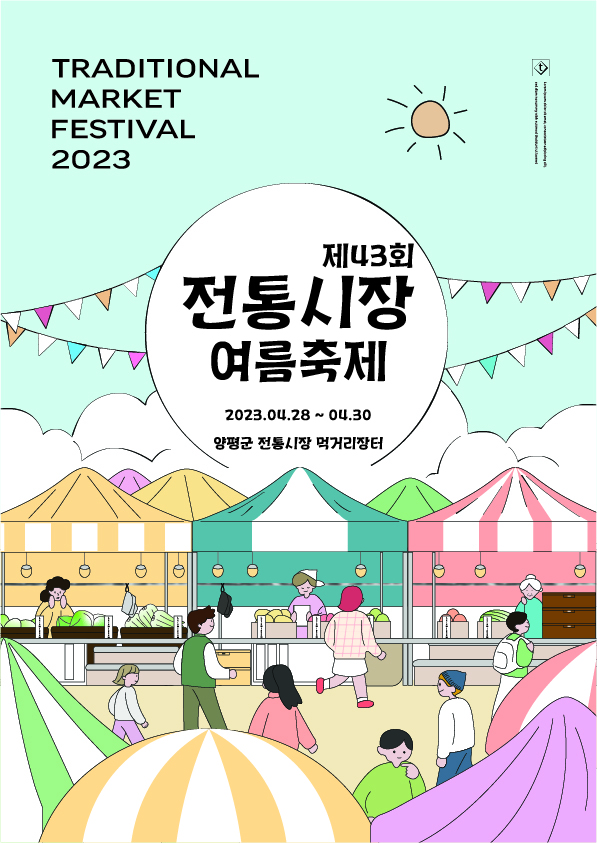 TRADITIONAL
MARKET
FESTIVAL
2023
제43회
전통시장
여름축제
2023.04.28 ~ 04.30
양평군 전통시장 먹거리장터